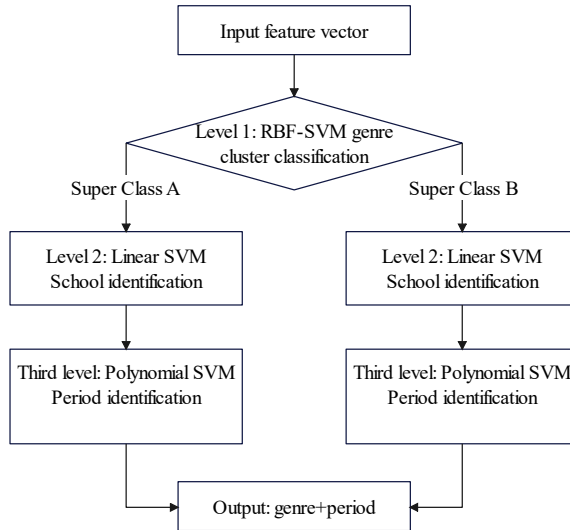 Input feature vector
Level 1: RBF-SVM genre
cluster classification
Super Class A
Super Class B
Level 2: Linear SVM
School identification
Level 2: Linear SVM
School identification
Third level: Polynomial SVM
Period identification
Third level: Polynomial SVM
Period identification
Output: genre+period